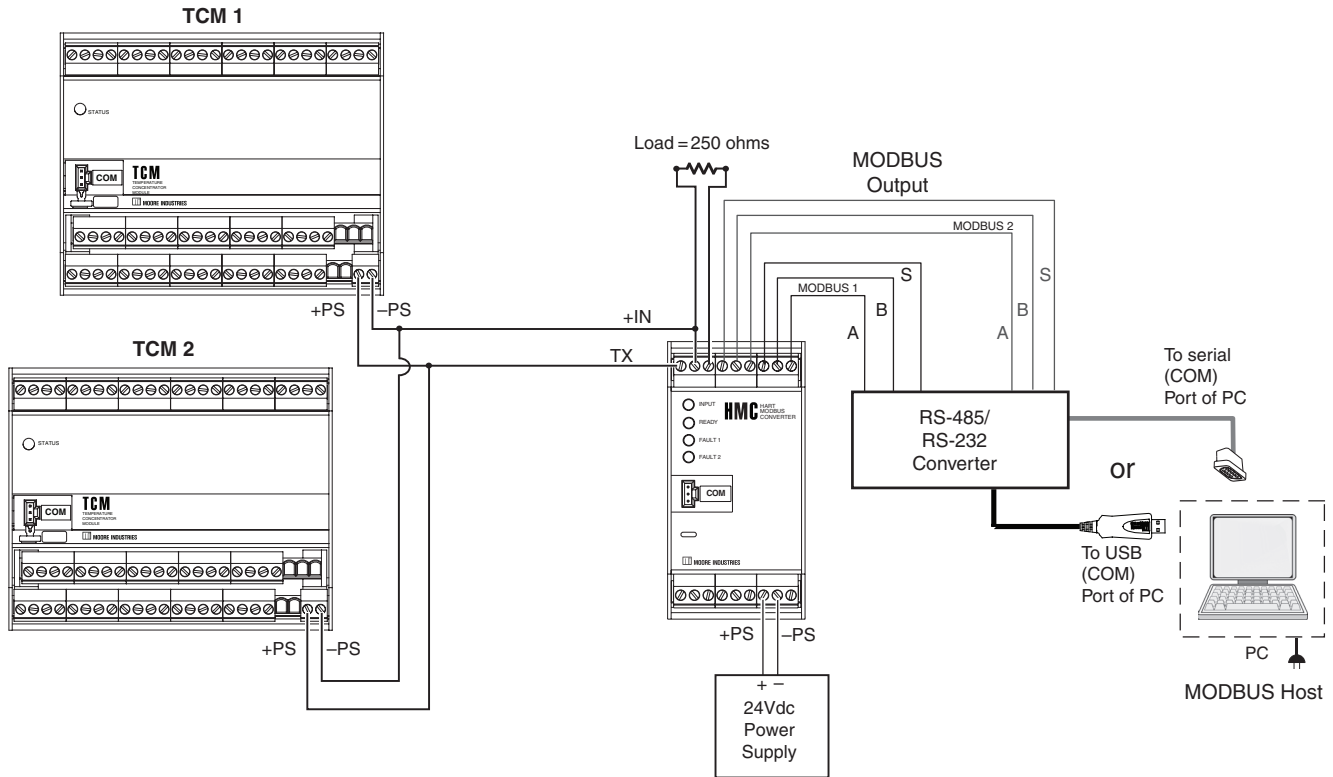 TCM 1
STATUS
COM
TCM
TEMPERATURE
CONCENTRATOR
MODULE
MOORE INDUSTRIES
+PS
–PS
TCM 2
STATUS
COM
TCM
TEMPERATURE
CONCENTRATOR
MODULE
MOORE INDUSTRIES
+PS
–PS
Load = 250 ohms
+IN
TX
INPUT
READY
FAULT 1
FAULT 2
HMC
HART
MODBUS
CONVERTER
COM
MOORE INDUSTRIES
+PS
–PS
+ –
24Vdc
Power
Supply
MODBUS
Output
MODBUS 2
S
B
A
MODBUS 1
S
B
A
RS-485/
RS-232
Converter
To serial
(COM)
Port of PC
or
To USB
(COM)
Port of PC
PC
MODBUS Host